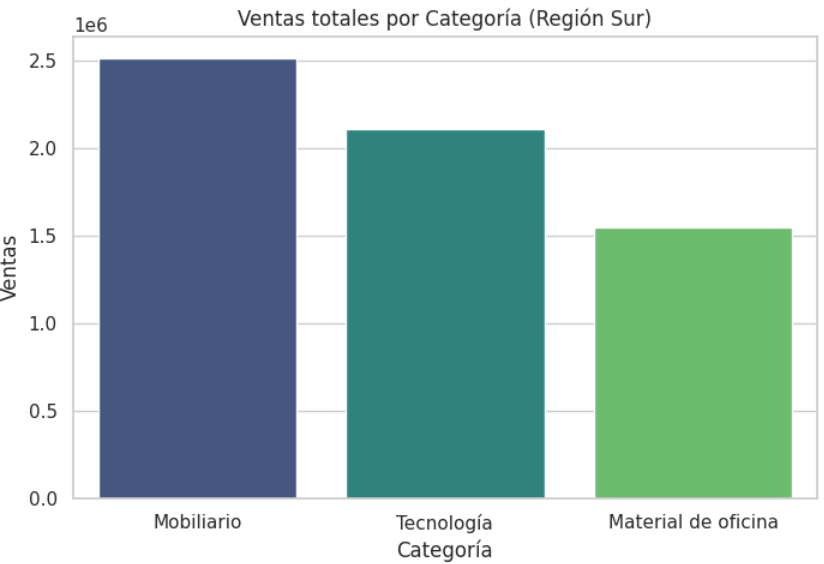 Ventas totales por Categoría (Región Sur)
1e6
2.5
2.0
1.5
1.0
0.5
0.0
Ventas
Mobiliario
Tecnología
Material de oficina
Categoría